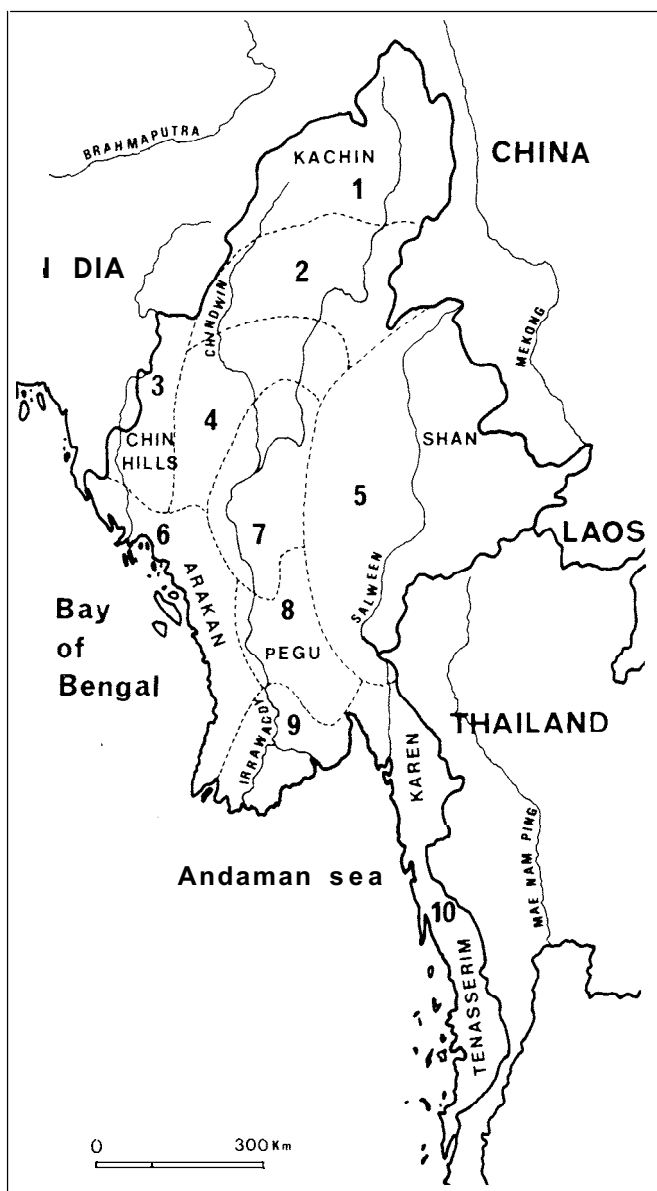 BRAHMAPUTRA
KACHIN
CHINA
1
I DIA
2
CHINDWIN
MEKONG
3
4
CHIN
HILLS
SHAN
5
6
7
LAOS
SALWEEN
ARAKAN
8
Bay
of
Bengal
PEGU
9
IRRAWADY
THAILAND
KAREN
MAE NAM PING
Andaman sea
10
TENASSERIM
0 300 Km